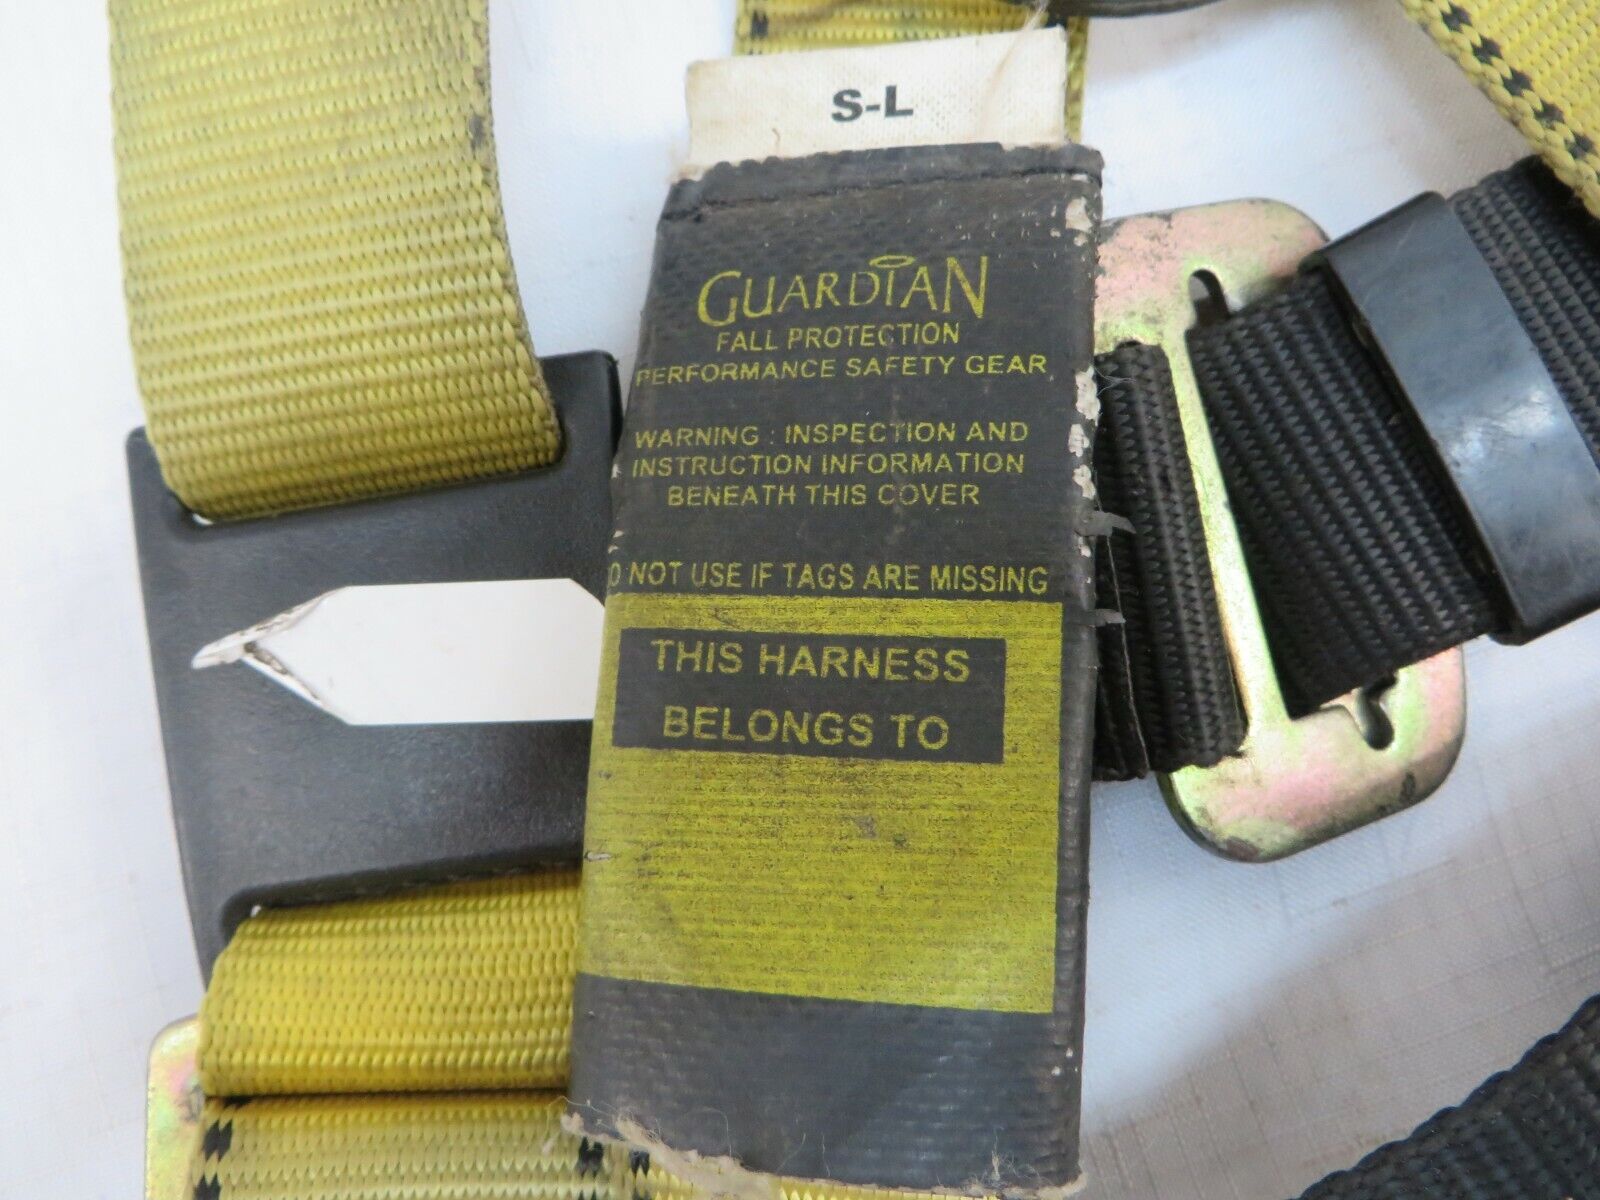 S-L
GUARDIAN
FALL PROTECTION
PERFORMANCE SAFETY GEAR
WARNING : INSPECTION AND
INSTRUCTION INFORMATION
BENEATH THIS COVER
O NOT USE IF TAGS ARE MISSING
THIS HARNESS
BELONGS TO